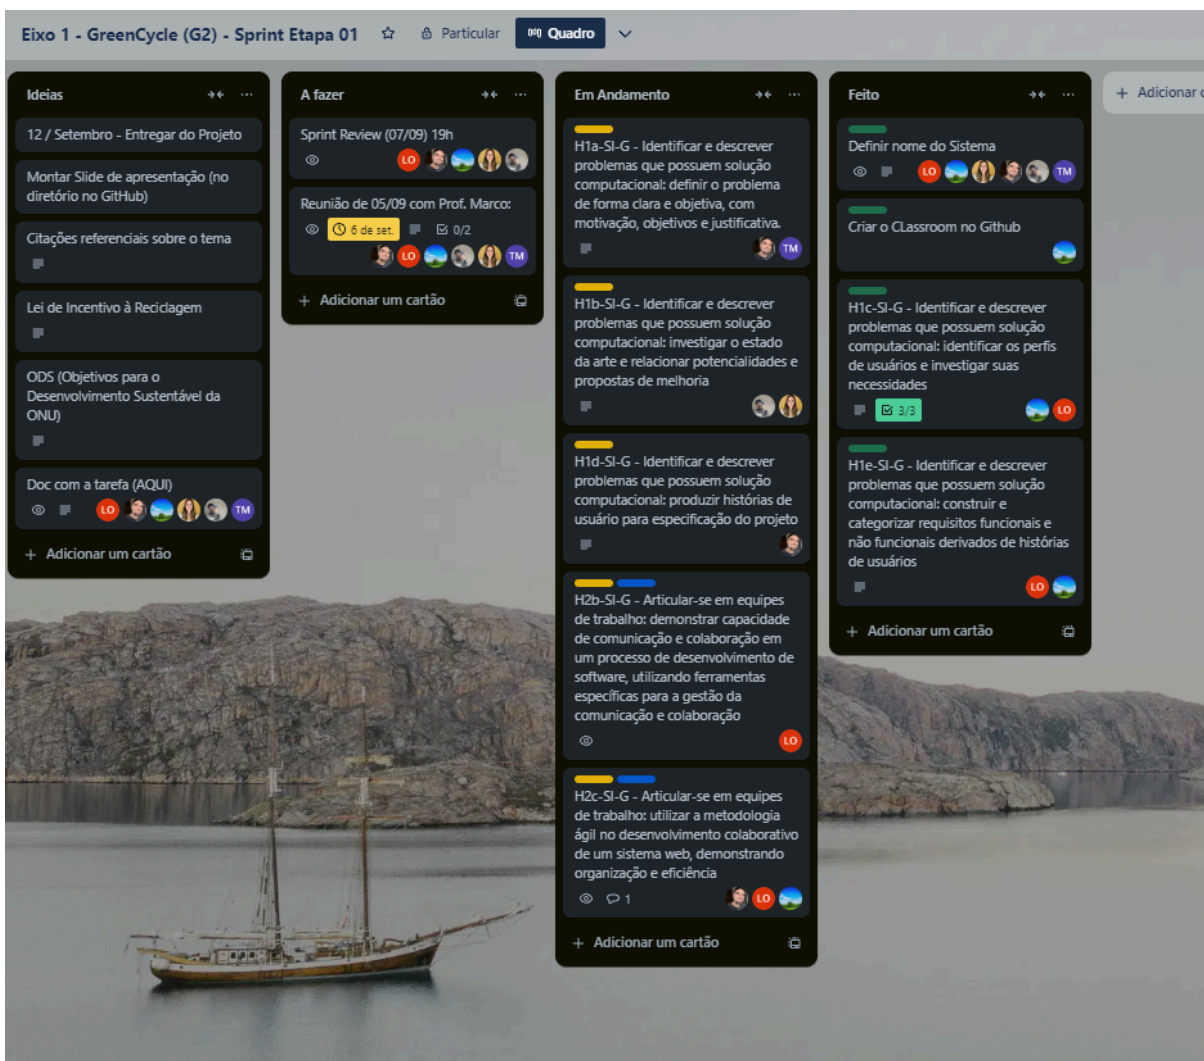 Eixo 1 - GreenCycle (G2) - Sprint Etapa 01
Particular
Quadro
Ideias
12 / Setembro - Entregar do Projeto
Montar Slide de apresentação (no
diretório no GitHub)
Citações referenciais sobre o tema
Lei de Incentivo à Reciclagem
ODS (Objetivos para o
Desenvolvimento Sustentável da
ONU)
Doc com a tarefa (AQUI)
LO
TM
+ Adicionar um cartão
A fazer
Sprint Review (07/09) 19h
LO
Reunião de 05/09 com Prof. Marco:
6 de set.
0/2
LO
TM
+ Adicionar um cartão
Em Andamento
H1a-SI-G - Identificar e descrever
problemas que possuem solução
computacional: definir o problema
de forma clara e objetiva, com
motivação, objetivos e justificativa.
TM
H1b-SI-G - Identificar e descrever
problemas que possuem solução
computacional: investigar o estado
da arte e relacionar potencialidades e
propostas de melhoria
H1d-SI-G - Identificar e descrever
problemas que possuem solução
computacional: produzir histórias de
usuário para especificação do projeto
H2b-SI-G - Articular-se em equipes
de trabalho: demonstrar capacidade
de comunicação e colaboração em
um processo de desenvolvimento de
software, utilizando ferramentas
específicas para a gestão da
comunicação e colaboração
LO
H2c-SI-G - Articular-se em equipes
de trabalho: utilizar a metodologia
ágil no desenvolvimento colaborativo
de um sistema web, demonstrando
organização e eficiência
1
LO
+ Adicionar um cartão
Feito
Definir nome do Sistema
LO
TM
Criar o CLassroom no Github
H1c-SI-G - Identificar e descrever
problemas que possuem solução
computacional: identificar os perfis
de usuários e investigar suas
necessidades
3/3
LO
H1e-SI-G - Identificar e descrever
problemas que possuem solução
computacional: construir e
categorizar requisitos funcionais e
não funcionais derivados de histórias
de usuários
LO
+ Adicionar um cartão
+ Adicionar